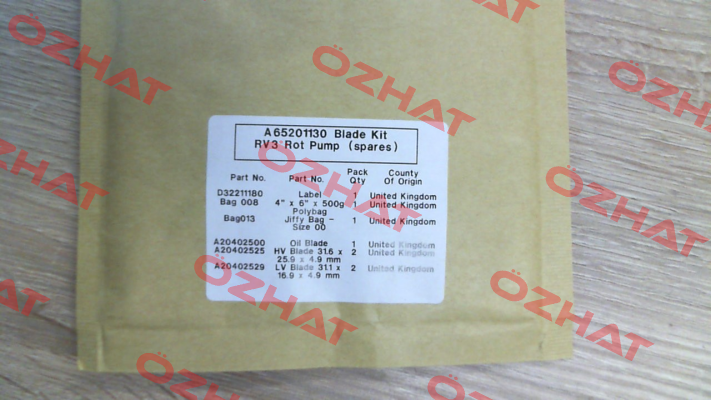 A65201130 Blade Kit
RV3 Rot Pump (spares)
Part No. Part No. Pack Qty County Of Origin
D32211180 Label 1 United Kingdom
Bag 008 4" x 6" x 500g 1 United Kingdom
Polybag
Bag013 Jiffy Bag - 1 United Kingdom
Size 00
A20402500 Oil Blade 1 United Kingdom
A20402525 HV Blade 31.6 x 2 United Kingdom
25.9 x 4.9 mm
A20402529 LV Blade 31.1 x 2 United Kingdom
16.9 x 4.9 mm
ÖZHAT
ÖZHAT
ÖZHAT
ÖZHAT
ÖZHAT
ÖZHAT
ÖZHAT
ÖZHAT
ÖZHAT
ÖZHAT